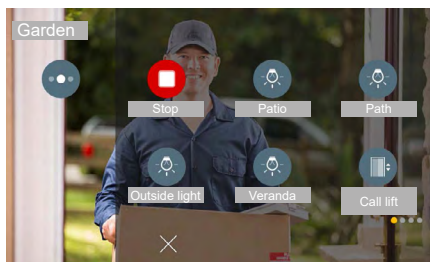 Garden
Stop
Patio
Path
Outside light
Veranda
Call lift